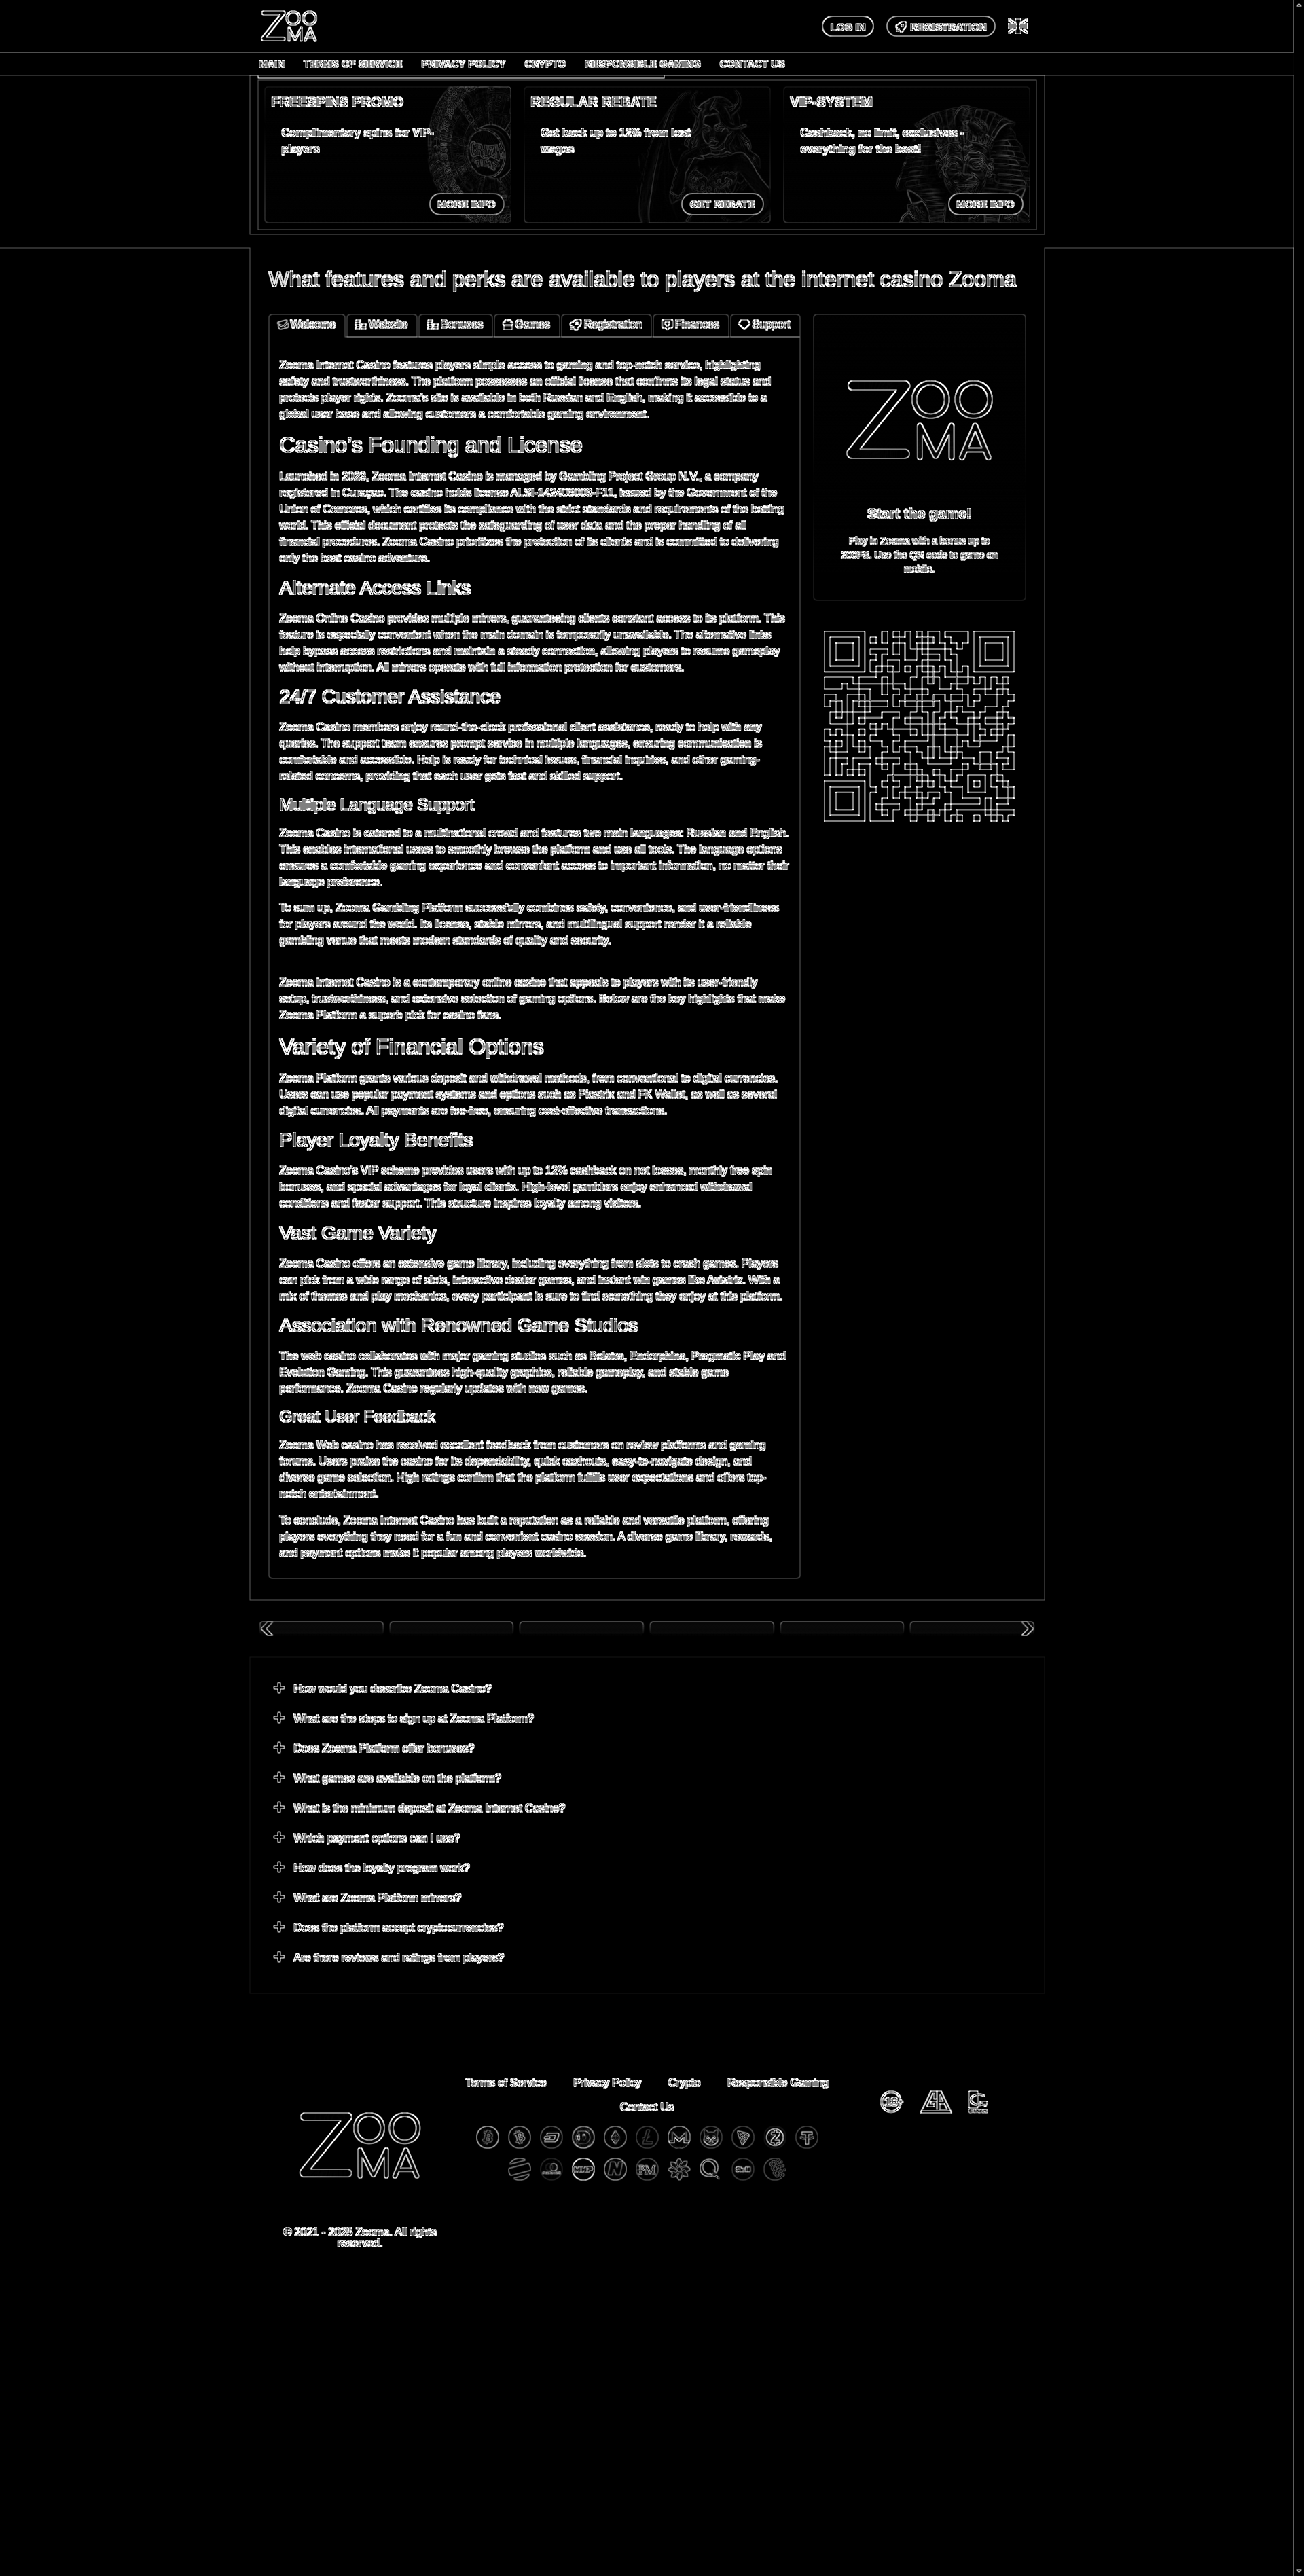 ZOOMA
LOG IN
REGISTRATION
MAIN TERMS OF SERVICE PRIVACY POLICY CRYPTO RESPONSIBLE GAMING CONTACT US
FREESPINS PROMO
Complimentary spins for VIP-
players
MORE INFO
REGULAR REBATE
Get back up to 12% from lost
wages
GET REBATE
VIP-SYSTEM
Cashback, no limit, exclusives -
everything for the best!
MORE INFO
What features and perks are available to players at the internet casino Zooma
Welcome Website Bonuses Games Registration Finances Support
Zooma Internet Casino features players simple access to gaming and top-notch service, highlighting
safety and trustworthiness. The platform possesses an official license that confirms its legal status and
protects player rights. Zooma's site is available in both Russian and English, making it accessible to a
global user base and allowing customers a comfortable gaming environment.
Casino's Founding and License
Launched in 2023, Zooma Internet Casino is managed by Gambling Project Group N.V., a company
registered in Curaçao. The casino holds license ALSI-142406003-F11, issued by the Government of the
Union of Comoros, which certifies its compliance with the strict standards and requirements of the betting
world. This official document protects the safeguarding of user data and the proper handling of all
financial procedures. Zooma Casino prioritizes the protection of its clients and is committed to delivering
only the best casino adventure.
Alternate Access Links
Zooma Online Casino provides multiple mirrors, guaranteeing clients constant access to its platform. This
feature is especially convenient when the main domain is temporarily unavailable. The alternative links
help bypass access restrictions and maintain a steady connection, allowing players to resume gameplay
without interruption. All mirrors operate with full information protection for customers.
24/7 Customer Assistance
Zooma Casino members enjoy round-the-clock professional client assistance, ready to help with any
queries. The support team ensures prompt service in multiple languages, ensuring communication is
comfortable and accessible. Help is ready for technical issues, financial inquiries, and other gaming-
related concerns, providing that each user gets fast and skilled support.
Multiple Language Support
Zooma Casino is catered to a multinational crowd and features two main languages: Russian and English.
This enables international users to smoothly browse the platform and use all tools. The language options
ensures a comfortable gaming experience and convenient access to important information, no matter their
language preference.
To sum up, Zooma Gambling Platform successfully combines safety, convenience, and user-friendliness
for players around the world. Its license, stable mirrors, and multilingual support render it a reliable
gambling venue that meets modern standards of quality and security.
Zooma Internet Casino is a contemporary online casino that appeals to players with its user-friendly
setup, trustworthiness, and extensive selection of gaming options. Below are the key highlights that make
Zooma Platform a superb pick for casino fans.
Variety of Financial Options
Zooma Platform grants various deposit and withdrawal methods, from conventional to digital currencies.
Users can use popular payment systems and options such as Piastrix and FK Wallet, as well as several
digital currencies. All payments are fee-free, ensuring cost-effective transactions.
Player Loyalty Benefits
Zooma Casino's VIP scheme provides users with up to 12% cashback on net losses, monthly free spin
bonuses, and special advantages for loyal clients. High-level gamblers enjoy enhanced withdrawal
conditions and faster support. This structure inspires loyalty among visitors.
Vast Game Variety
Zooma Casino offers an extensive game library, including everything from slots to crash games. Players
can pick from a wide range of slots, interactive dealer games, and instant win games like Aviatrix. With a
mix of themes and play mechanics, every participant is sure to find something they enjoy at this platform.
Association with Renowned Game Studios
The web casino collaborates with major gaming studios such as Belatra, Endorphina, Pragmatic Play and
Evolution Gaming. This guarantees high-quality graphics, reliable gameplay, and stable game
performance. Zooma Casino regularly updates with new games.
Great User Feedback
Zooma Web casino has received excellent feedback from customers on review platforms and gaming
forums. Users praise the casino for its dependability, quick cashouts, easy-to-navigate design, and
diverse game selection. High ratings confirm that the platform fulfills user expectations and offers top-
notch entertainment.
To conclude, Zooma Internet Casino has built a reputation as a reliable and versatile platform, offering
players everything they need for a fun and convenient casino session. A diverse game library, rewards,
and payment options make it popular among players worldwide.
ZOOMA
Start the game!
Play in Zooma with a bonus up to
Use the QR code to game on
mobile.
How would you describe Zooma Casino?
What are the steps to sign up at Zooma Platform?
Does Zooma Platform offer bonuses?
What games are available on the platform?
What is the minimum deposit at Zooma Internet Casino?
Which payment options can I use?
How does the loyalty program work?
What are Zooma Platform mirrors?
Does the platform accept cryptocurrencies?
Are there reviews and ratings from players?
Terms of Service Privacy Policy Crypto Responsible Gaming
Contact Us
18+
ZOOMA
© 2021 - 2025 Zooma. All rights
reserved.